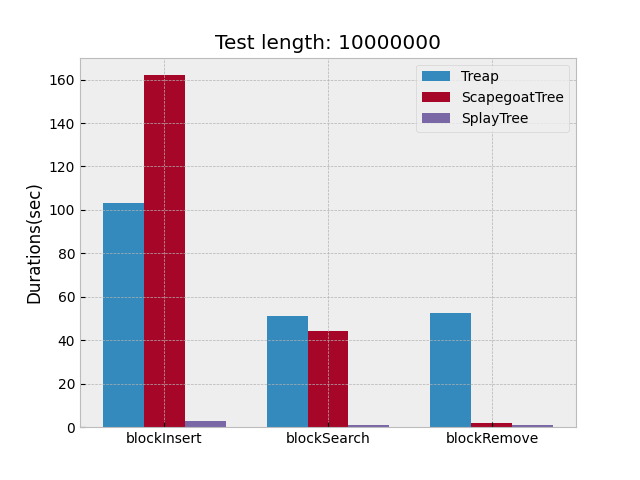 Test length: 10000000
Treap
ScapegoatTree
SplayTree
Durations(sec)
160
140
120
100
80
60
40
20
0
blockInsert
blockSearch
blockRemove